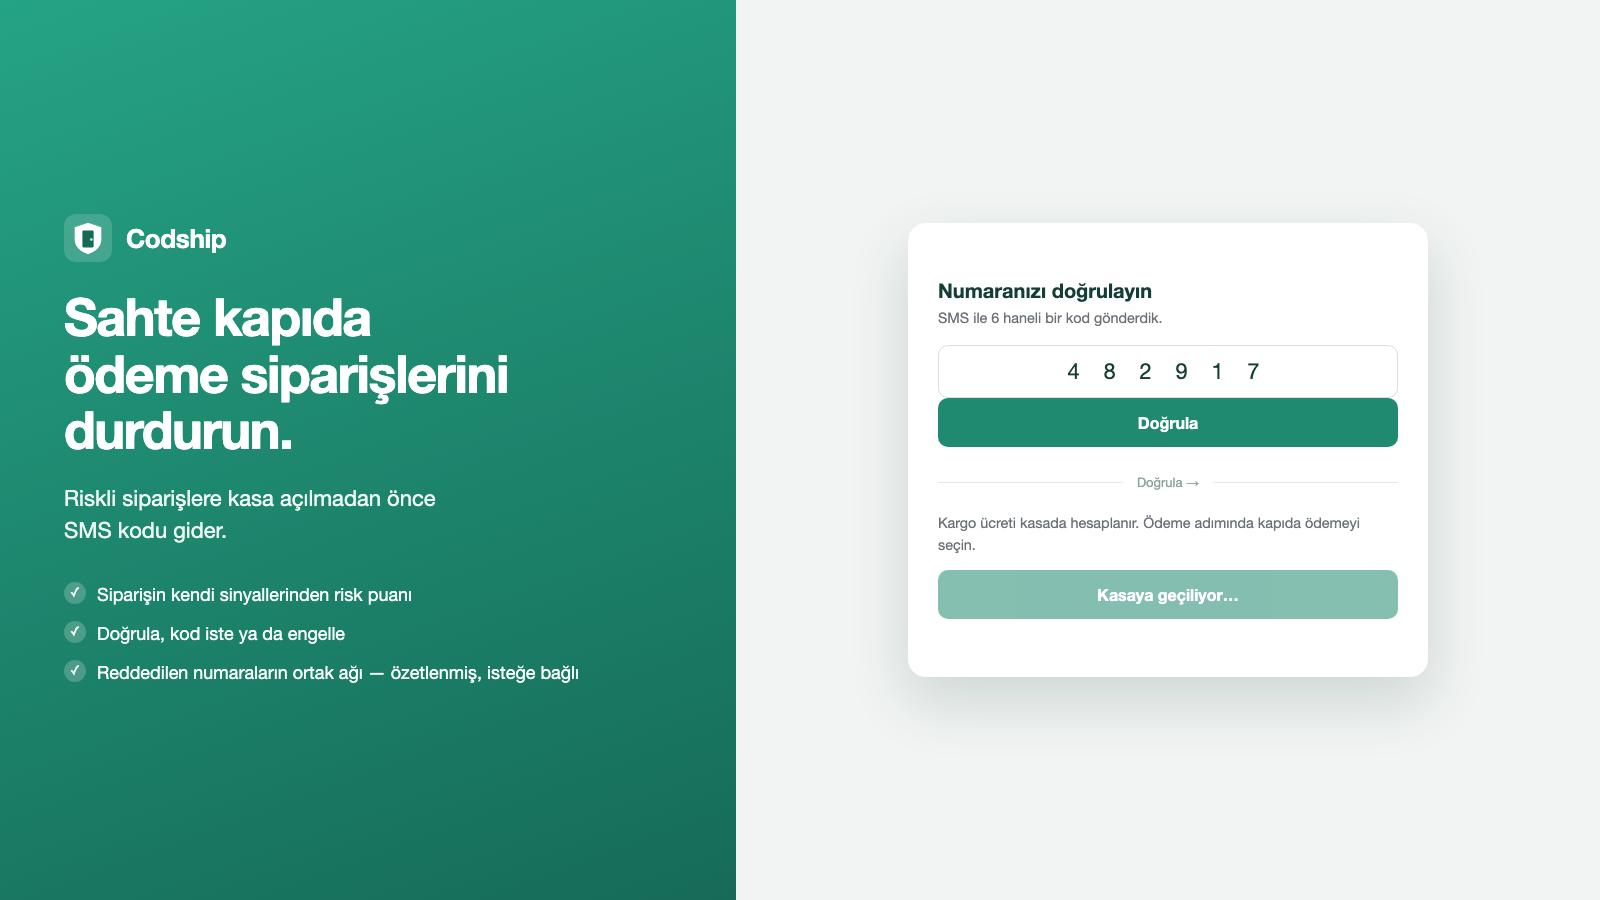 Codship
Sahte kapıda
ödeme siparişlerini
durdurun.
Riskli siparişlere kasa açılmadan önce
SMS kodu gider.
Siparişin kendi sinyallerinden risk puanı
Doğrula, kod iste ya da engelle
Reddedilen numaraların ortak ağı — özetlenmiş, isteğe bağlı
Numaranızı doğrulayın
SMS ile 6 haneli bir kod gönderdik.
4 8 2 9 1 7
Doğrula
Doğrula →
Kargo ücreti kasada hesaplanır. Ödeme adımında kapıda ödemeyi
seçin.
Kasaya geçiliyor...